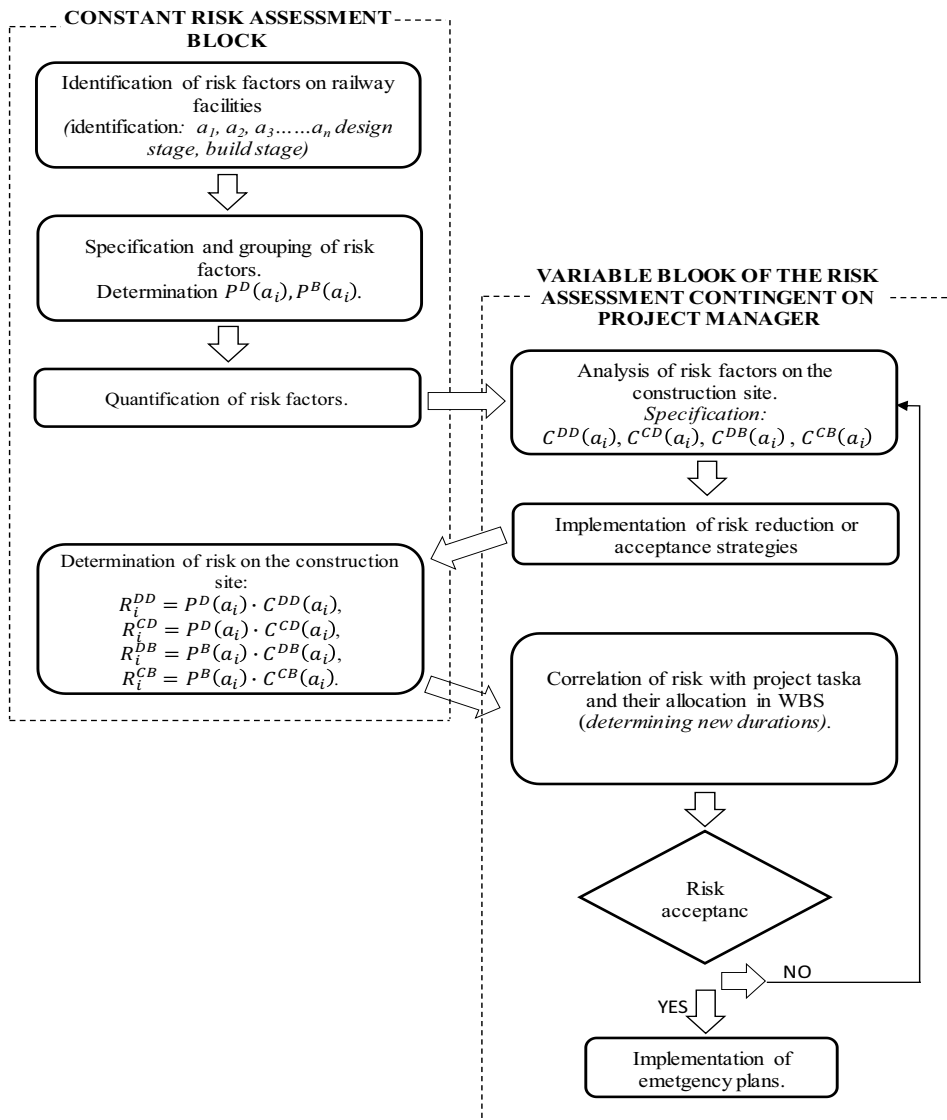 CONSTANT RISK ASSESSMENT
BLOCK
Identification of risk factors on railway
facilities
(identification: a₁, a₂, a₃……aₙ design
stage, build stage)
Specification and grouping of risk
factors.
Determination P^D(a_i), P^B(a_i).
Quantification of risk factors.
VARIABLE BLOOK OF THE RISK
ASSESSMENT CONTINGENT ON
PROJECT MANAGER
Analysis of risk factors on the
construction site.
Specification:
C^{DD}(a_i), C^{CD}(a_i), C^{DB}(a_i) , C^{CB}(a_i)
Implementation of risk reduction or
acceptance strategies
Determination of risk on the construction
site:
R_i^{DD} = P^D(a_i) · C^{DD}(a_i),
R_i^{CD} = P^D(a_i) · C^{CD}(a_i),
R_i^{DB} = P^B(a_i) · C^{DB}(a_i),
R_i^{CB} = P^B(a_i) · C^{CB}(a_i).
Correlation of risk with project taska
and their allocation in WBS
(determining new durations).
Risk
acceptanc
NO
YES
Implementation of
emetgency plans.